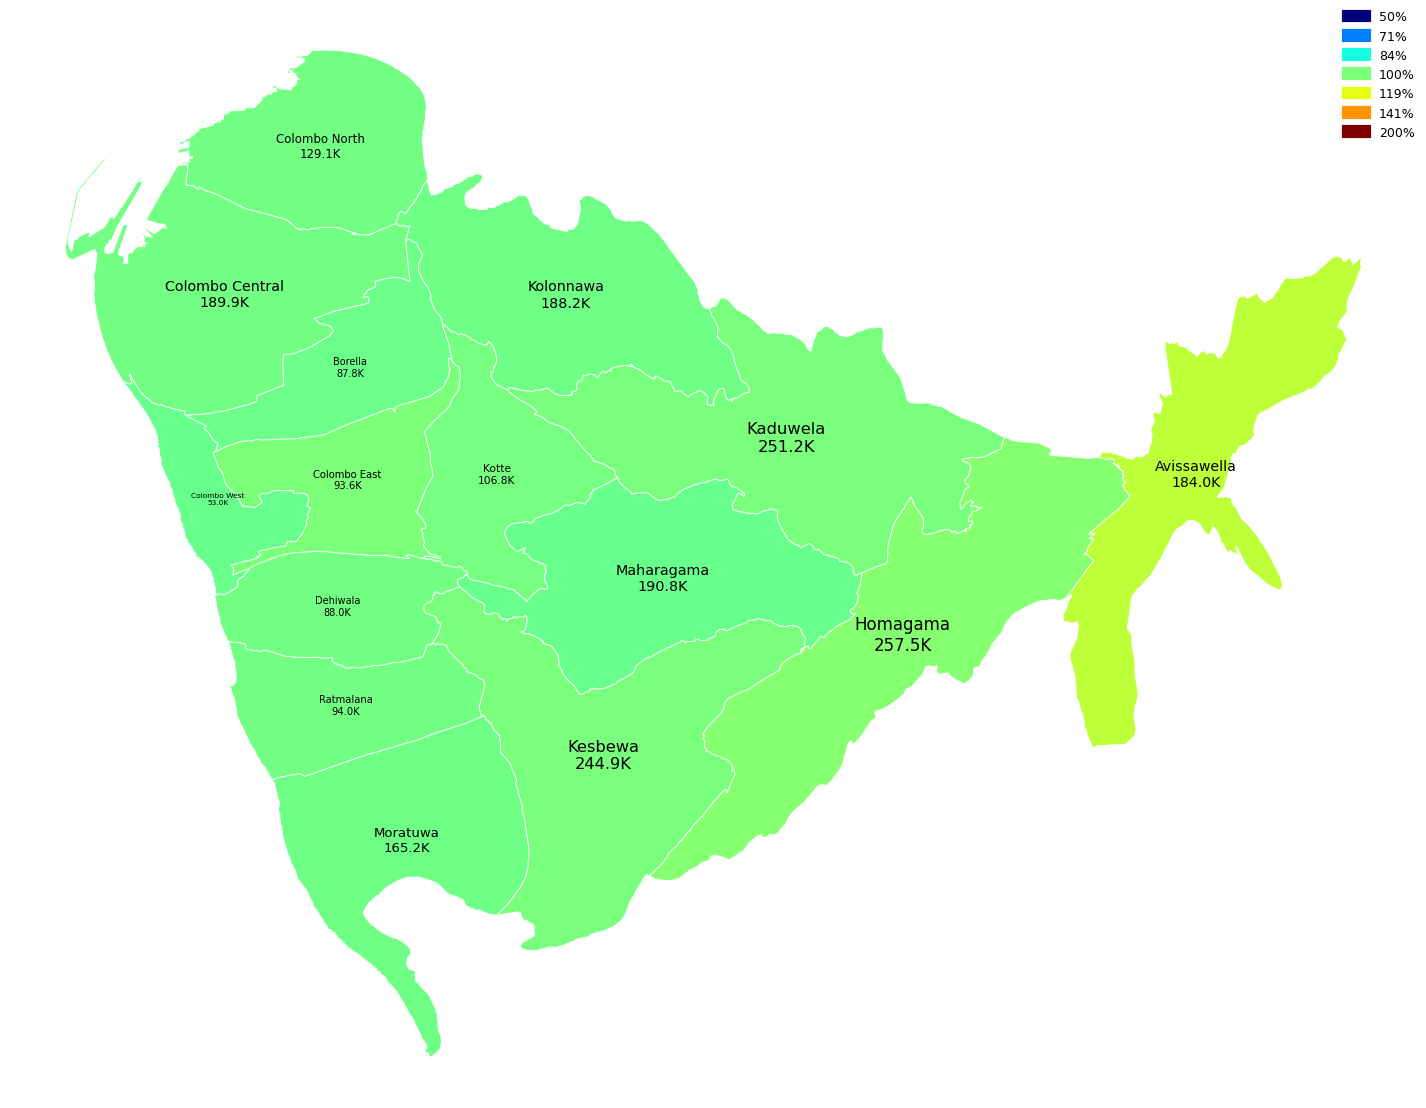 50%
71%
84%
100%
119%
141%
200%
Colombo North
129.1K
Colombo Central
189.9K
Kolonnawa
188.2K
Borella
87.8K
Kaduwela
251.2K
Avissawella
184.0K
Kotte
106.8K
Colombo East
93.6K
Colombo West
53.0K
Maharagama
190.8K
Dehiwala
88.0K
Homagama
257.5K
Ratmalana
94.0K
Kesbewa
244.9K
Moratuwa
165.2K